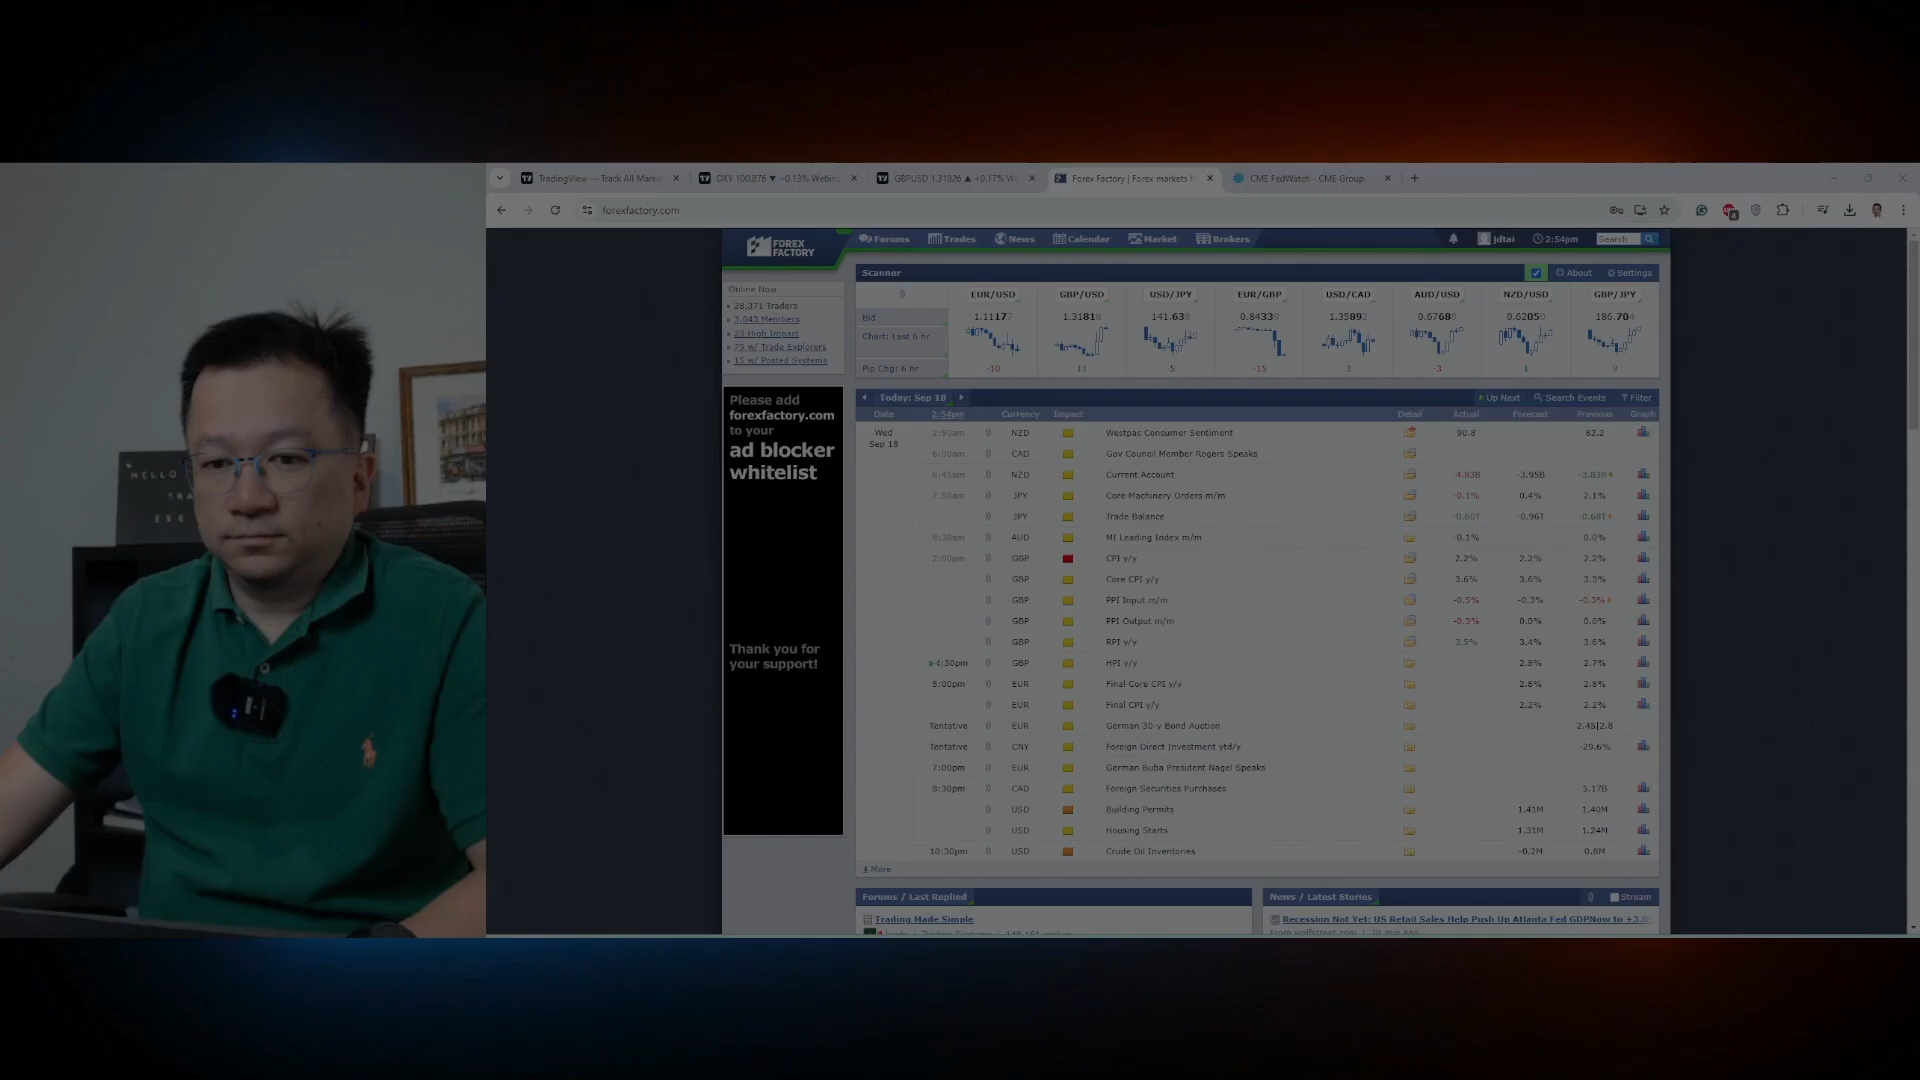 TradingView — Track All Marke
DXY 100.876 ▼ −0.13% Webin
GBPUSD 1.31826 ▲ +0.17% W
Forex Factory | Forex markets f
CME FedWatch - CME Group
forexfactory.com
FOREX FACTORY
Forums Trades News Calendar Market Brokers
jdtai 2:54pm Search
Online Now
28,371 Traders
3,043 Members
23 High Impact
79 w/ Trade Explorers
15 w/ Posted Systems
Please add
forexfactory.com
to your
ad blocker
whitelist
Thank you for
your support!
Scanner About Settings
EUR/USD GBP/USD USD/JPY EUR/GBP USD/CAD AUD/USD NZD/USD GBP/JPY
Bid 1.11177 1.31818 141.638 0.84339 1.35892 0.67688 0.62050 186.704
Chart: Last 6 hr
Pip Chg: 6 hr -10 11 -5 -15 3 -3 1 9
Today: Sep 18 Up Next Search Events Filter
Date 2:54pm Currency Impact Detail Actual Forecast Previous Graph
Wed Sep 18 2:50am NZD Westpac Consumer Sentiment 90.8 82.2
6:00am CAD Gov Council Member Rogers Speaks
6:45am NZD Current Account -4.83B -3.95B -3.83B
7:50am JPY Core Machinery Orders m/m -0.1% 0.4% 2.1%
JPY Trade Balance -0.60T -0.96T -0.68T
8:30am AUD MI Leading Index m/m -0.1% 0.0%
2:00pm GBP CPI y/y 2.2% 2.2% 2.2%
GBP Core CPI y/y 3.6% 3.6% 3.3%
GBP PPI Input m/m -0.5% -0.3% -0.3%
GBP PPI Output m/m -0.3% 0.0% 0.0%
GBP RPI y/y 3.5% 3.4% 3.6%
4:30pm GBP HPI y/y 2.8% 2.7%
5:00pm EUR Final Core CPI y/y 2.8% 2.8%
EUR Final CPI y/y 2.2% 2.2%
Tentative EUR German 30-y Bond Auction 2.45|2.8
Tentative CNY Foreign Direct Investment ytd/y -29.6%
7:00pm EUR German Buba President Nagel Speaks
8:30pm CAD Foreign Securities Purchases 5.17B
USD Building Permits 1.41M 1.40M
USD Housing Starts 1.31M 1.24M
10:30pm USD Crude Oil Inventories -0.2M 0.8M
More
Forums / Last Replied
Trading Made Simple
News / Latest Stories Stream
Recession Not Yet: US Retail Sales Help Push Up Atlanta Fed GDPNow to +3.0
HELLO
TRA